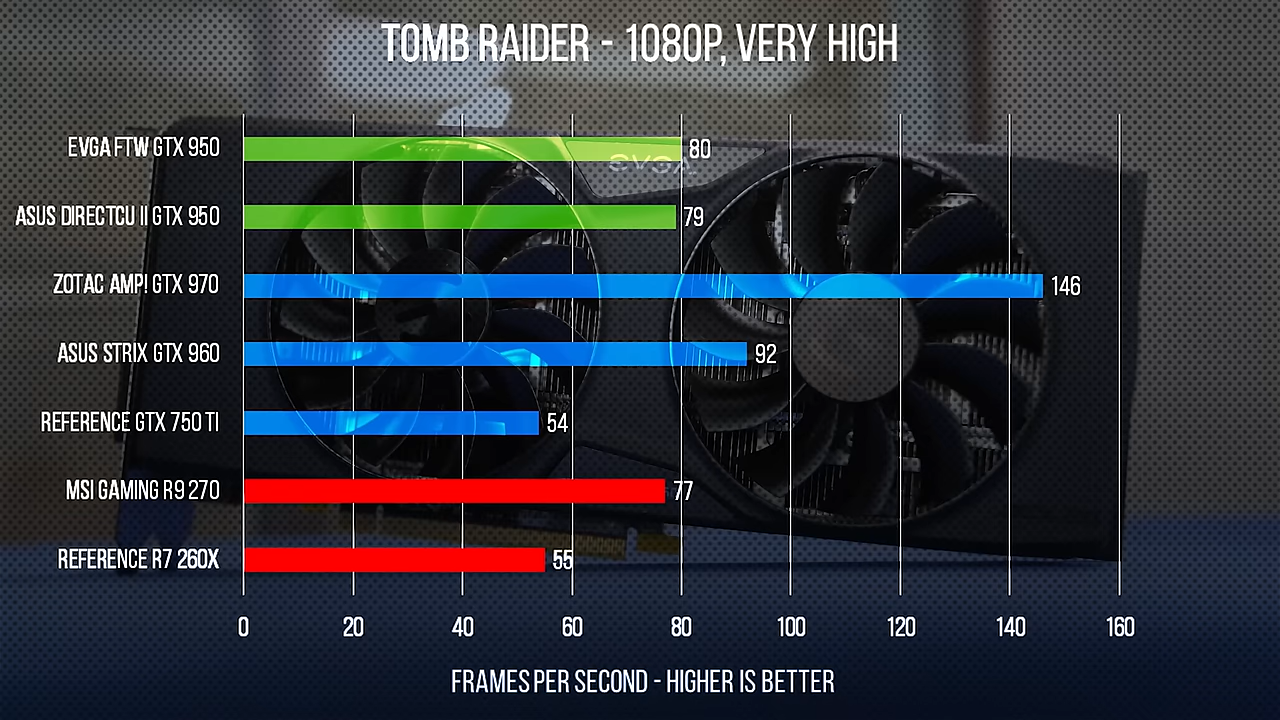 TOMB RAIDER - 1080P, VERY HIGH
EVGA FTW GTX 950
80
EVGA
ASUS DIRECTCU II GTX 950
79
ZOTAC AMP! GTX 970
146
ASUS STRIX GTX 960
92
REFERENCE GTX 750 TI
54
MSI GAMING R9 270
77
REFERENCE R7 260X
55
0 20 40 60 80 100 120 140 160
FRAMES PER SECOND - HIGHER IS BETTER